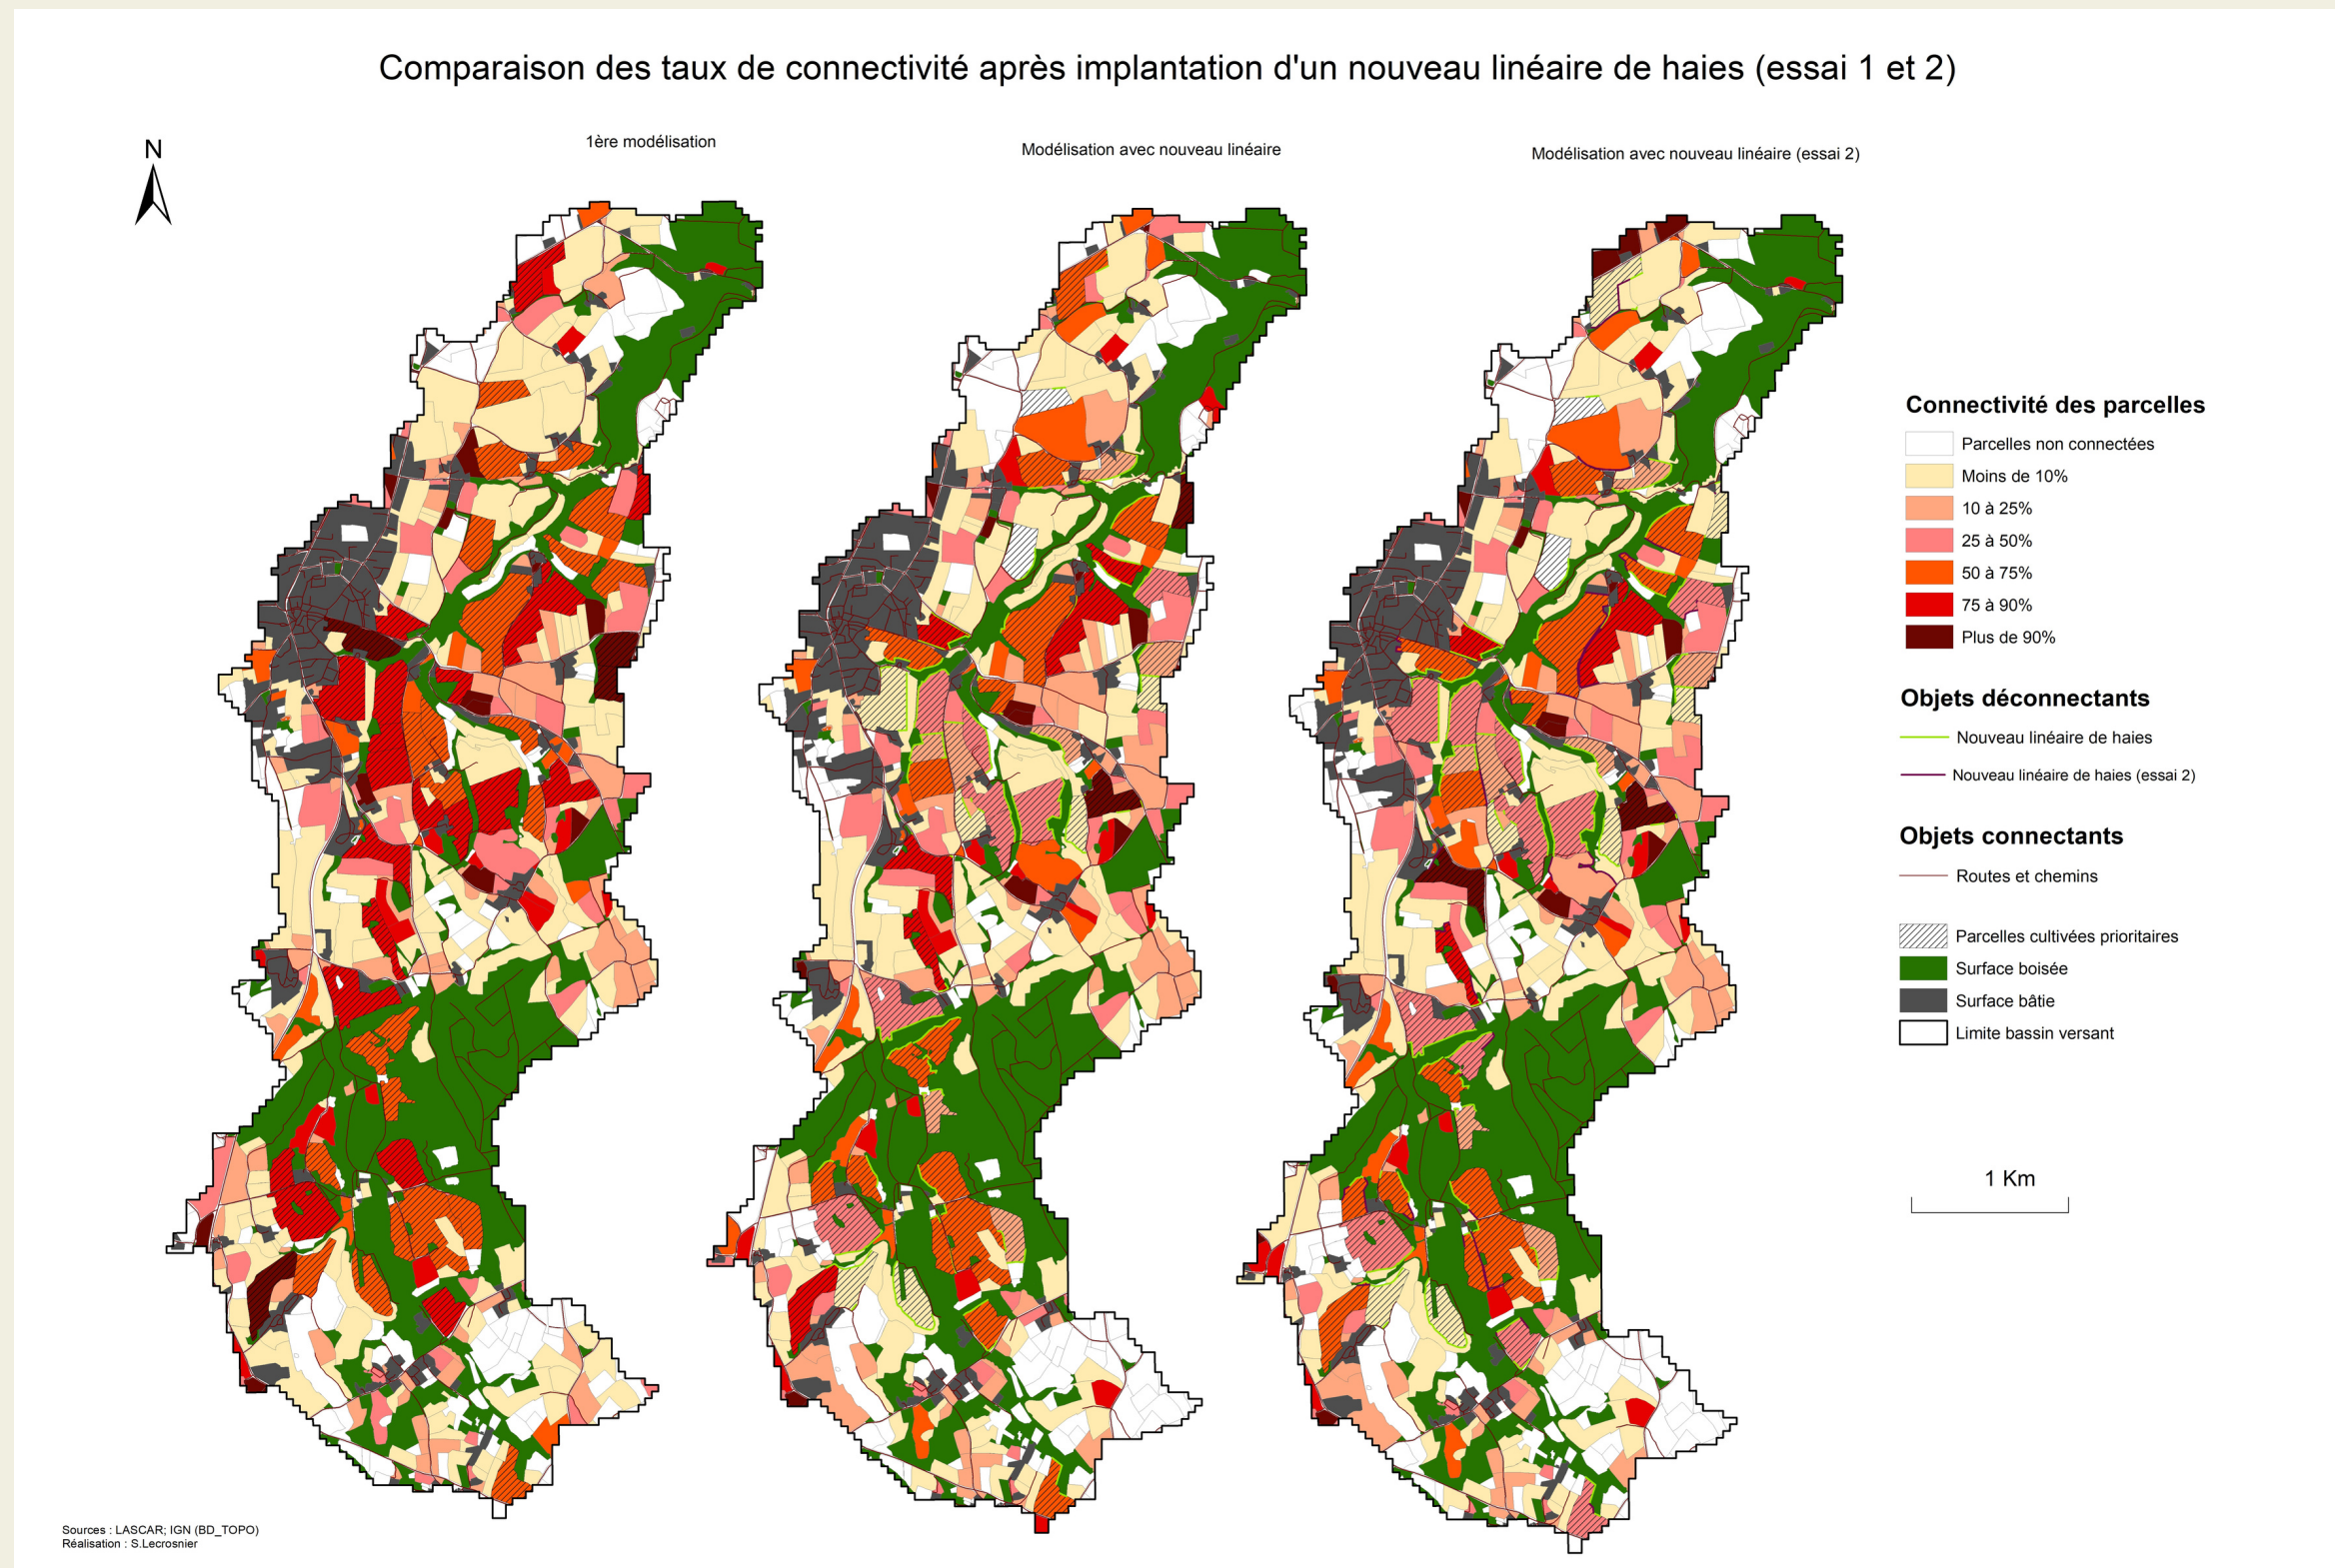 Comparaison des taux de connectivité après implantation d'un nouveau linéaire de haies (essai 1 et 2)
N
1ère modélisation
Modélisation avec nouveau linéaire
Modélisation avec nouveau linéaire (essai 2)
Connectivité des parcelles
Parcelles non connectées
Moins de 10%
10 à 25%
25 à 50%
50 à 75%
75 à 90%
Plus de 90%
Objets déconnectants
Nouveau linéaire de haies
Nouveau linéaire de haies (essai 2)
Objets connectants
Routes et chemins
Parcelles cultivées prioritaires
Surface boisée
Surface bâtie
Limite bassin versant
1 Km
Sources : LASCAR; IGN (BD_TOPO)
Réalisation : S.Lecrosnier